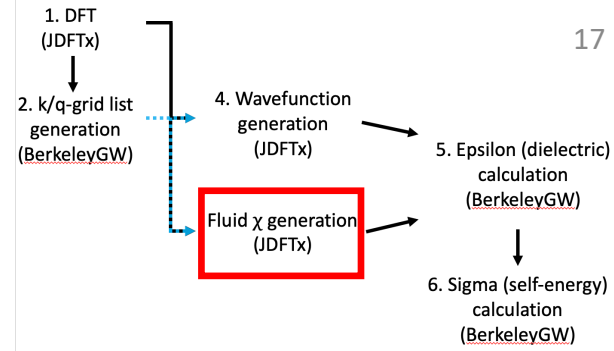 1. DFT
(JDFTx)
17
2. k/q-grid list
generation
(BerkeleyGW)
4. Wavefunction
generation
(JDFTx)
Fluid χ generation
(JDFTx)
5. Epsilon (dielectric)
calculation
(BerkeleyGW)
6. Sigma (self-energy)
calculation
(BerkeleyGW)